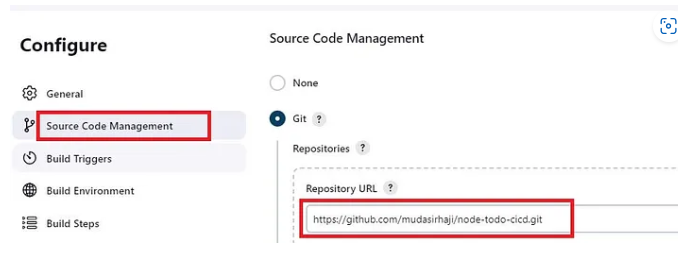 Configure
General
Source Code Management
Build Triggers
Build Environment
Build Steps
Source Code Management
None
Git ?
Repositories ?
Repository URL ?
https://github.com/mudasirhaji/node-todo-cicd.git